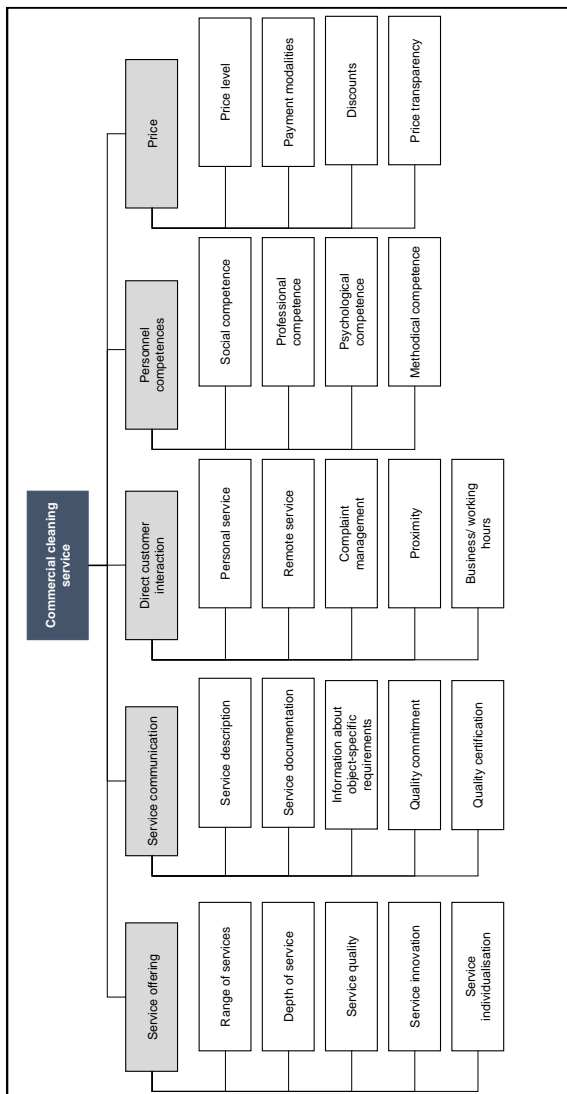 Commercial cleaning
service
Service offering
Range of services
Depth of service
Service quality
Service innovation
Service
individualisation
Service communication
Service description
Service documentation
Information about
object-specific
requirements
Quality commitment
Quality certification
Direct customer
interaction
Personal service
Remote service
Complaint
management
Proximity
Business/ working
hours
Personnel
competences
Social competence
Professional
competence
Psychological
competence
Methodical competence
Price
Price level
Payment modalities
Discounts
Price transparency